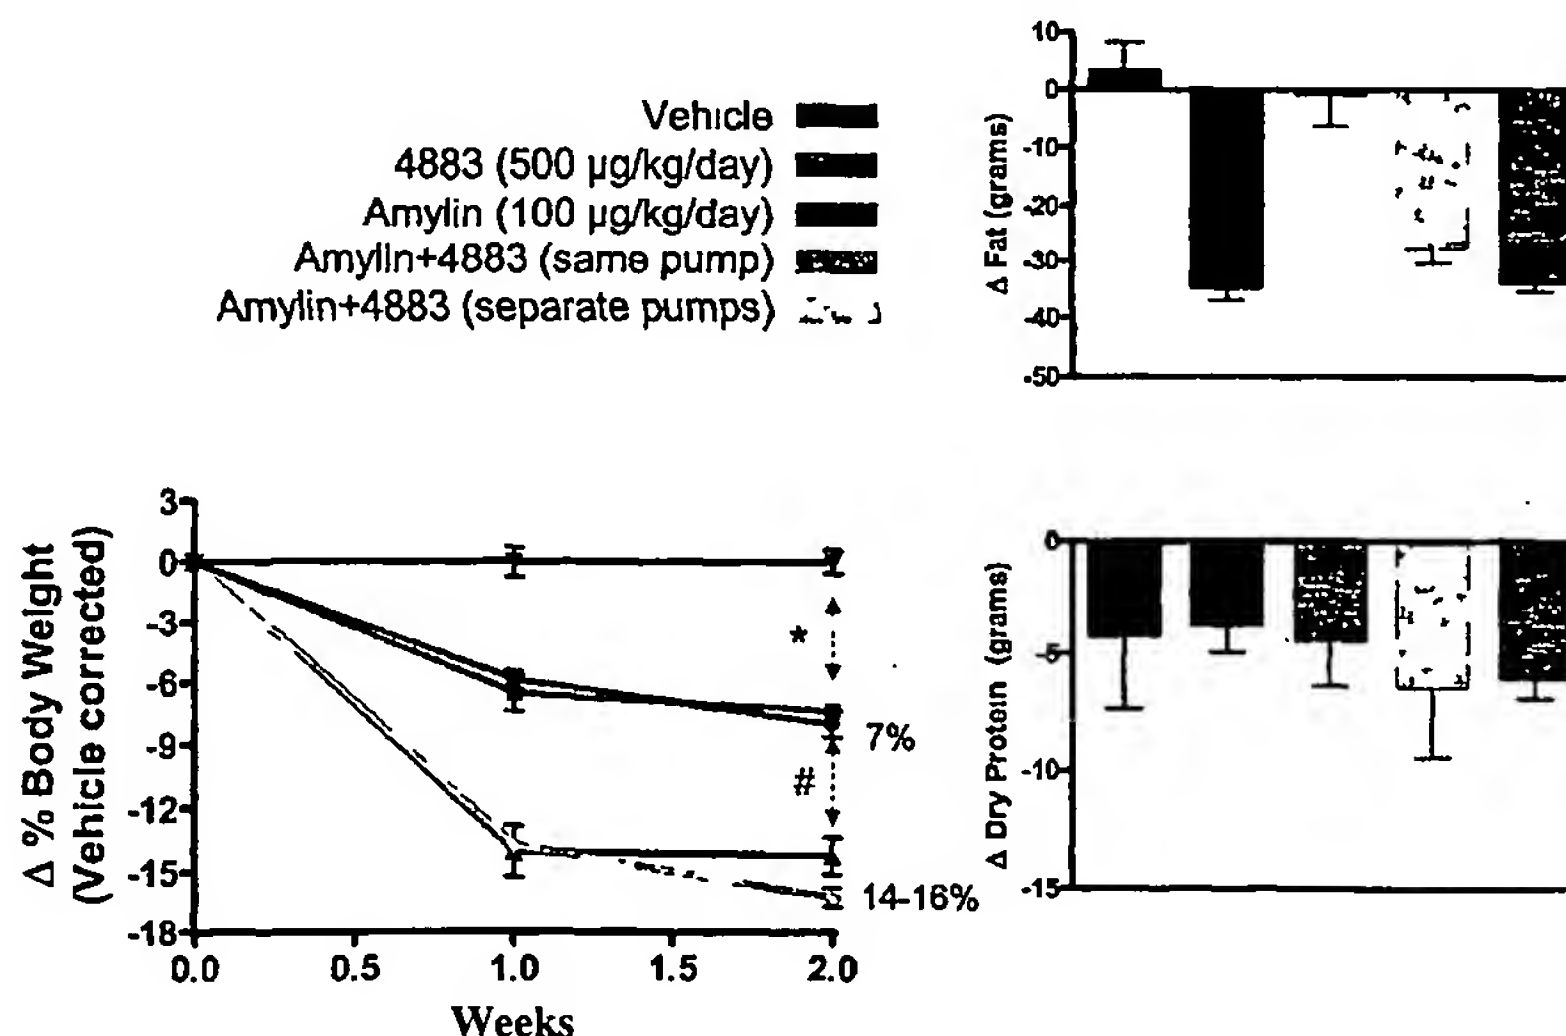 Vehicle
4883 (500 µg/kg/day)
Amylin (100 µg/kg/day)
Amylin+4883 (same pump)
Amylin+4883 (separate pumps)
10
0
-10
-20
-30
-40
-50
Δ Fat (grams)
3
0
-3
-6
-9
-12
-15
-18
Δ % Body Weight
(Vehicle corrected)
*
7%
#
14-16%
0.0 0.5 1.0 1.5 2.0
Weeks
0
-5
-10
-15
Δ Dry Protein (grams)